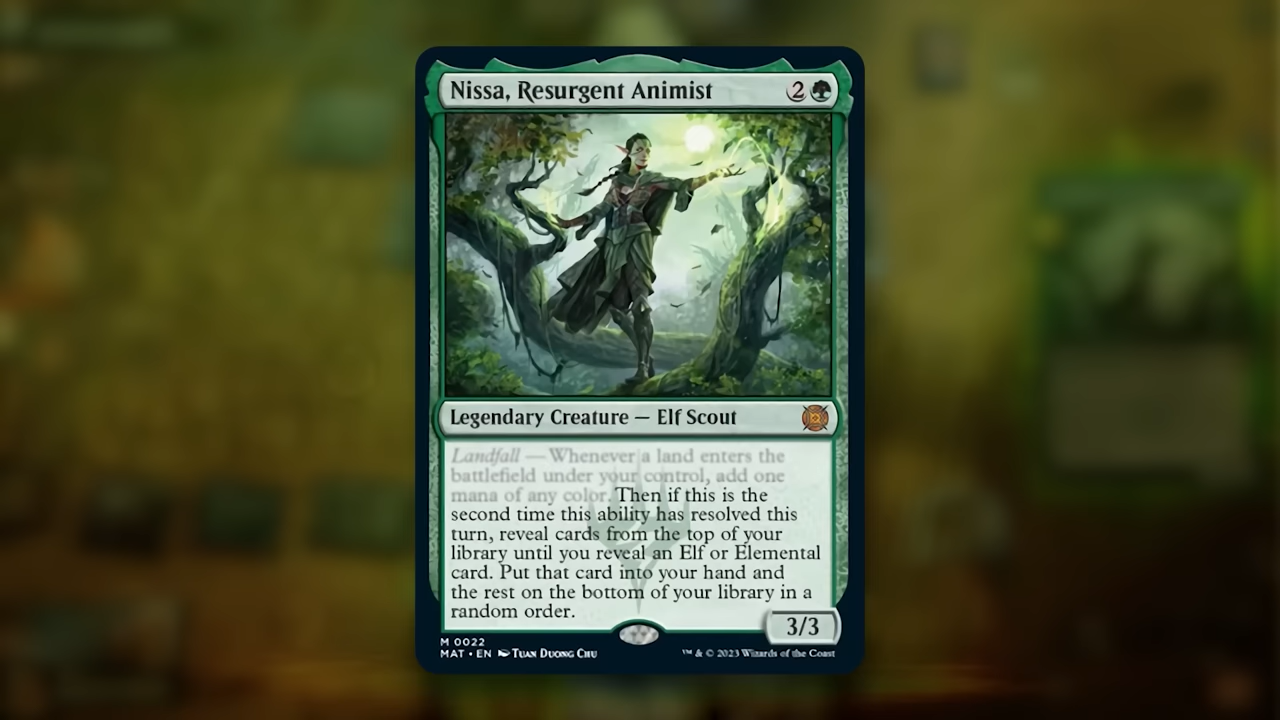 Nissa, Resurgent Animist 2
Legendary Creature — Elf Scout
Landfall — Whenever a land enters the
battlefield under your control, add one
mana of any color. Then if this is the
second time this ability has resolved this
turn, reveal cards from the top of your
library until you reveal an Elf or Elemental
card. Put that card into your hand and
the rest on the bottom of your library in a
random order.
3/3
M 0022
MAT • EN Tuan Duong Chu
™ & © 2023 Wizards of the Coast